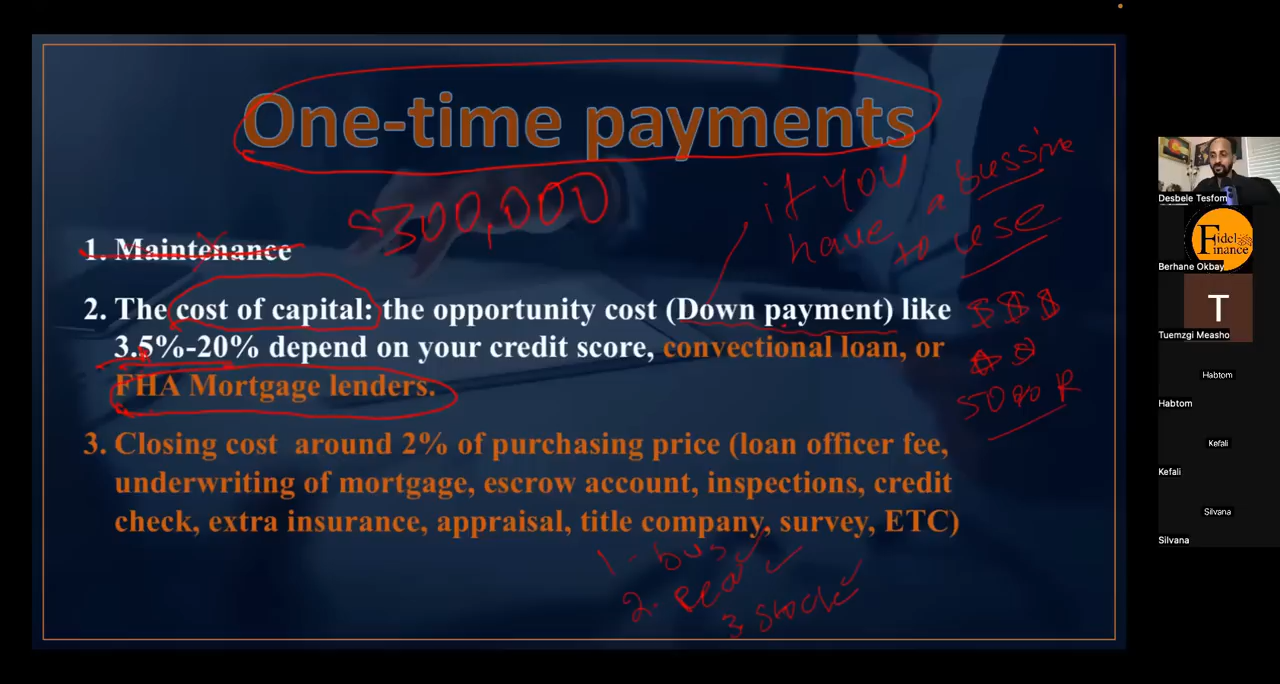 One-time payments
300,000
if YOU
have a bussine
to use
1. Maintenance
2. The cost of capital: the opportunity cost (Down payment) like
3.5%-20% depend on your credit score, convectional loan, or
FHA Mortgage lenders.
$$$
5000 R
3. Closing cost around 2% of purchasing price (loan officer fee,
underwriting of mortgage, escrow account, inspections, credit
check, extra insurance, appraisal, title company, survey, ETC)
1 - bus
2. Real
3. Stock
Desbele Tesfom
Fidel
Finance
Berhane Okbay
T
Tuemzgi Measho
Habtom
Habtom
Kefali
Kefali
Silvana
Silvana